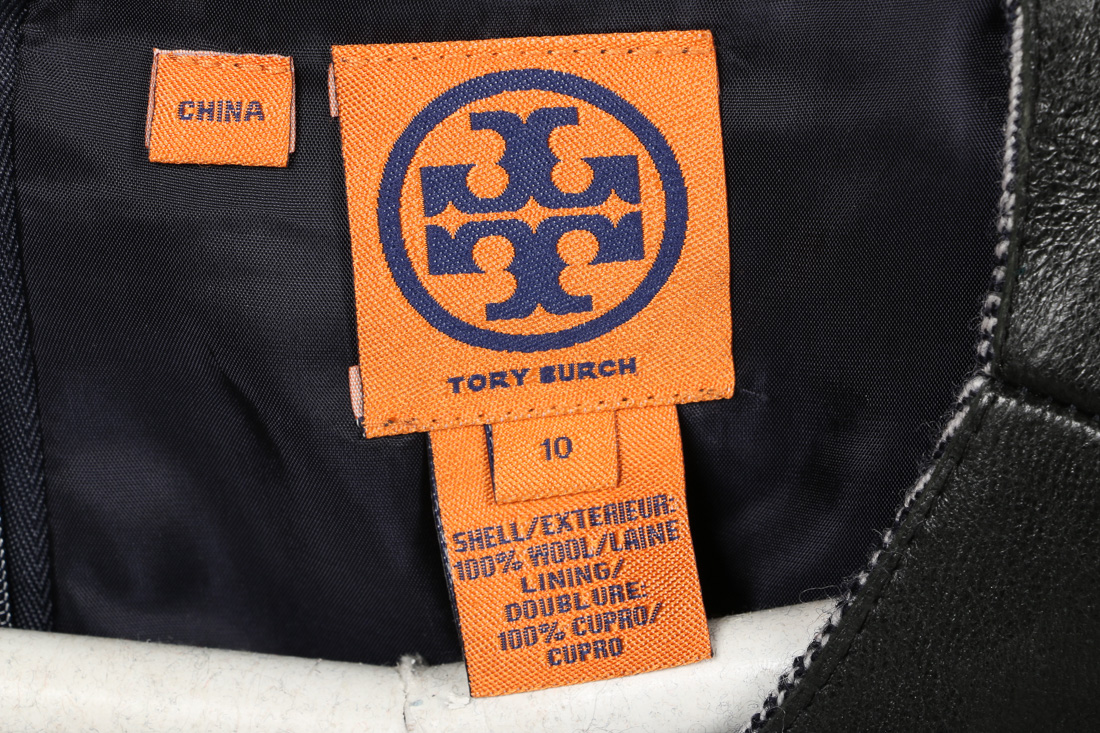 CHINA
TORY BURCH
10
SHELL/EXTERIEUR:
100% WOOL/LAINE
LINING/
DOUBLURE:
100% CUPRO/
CUPRO